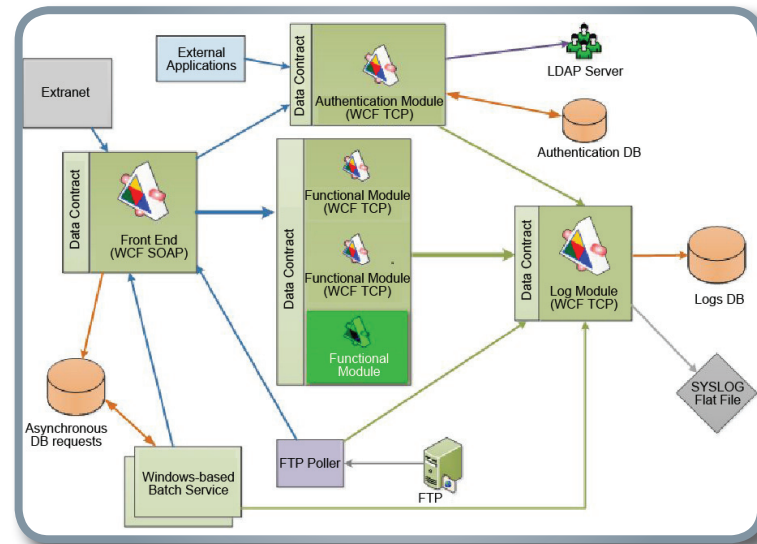 External
Applications
Extranet
Data Contract
Authentication Module
(WCF TCP)
LDAP Server
Authentication DB
Data Contract
Front End
(WCF SOAP)
Data Contract
Functional Module
(WCF TCP)
Functional Module
(WCF TCP)
Functional
Module
Data Contract
Log Module
(WCF TCP)
Logs DB
SYSLOG
Flat File
Asynchronous
DB requests
Windows-based
Batch Service
FTP Poller
FTP